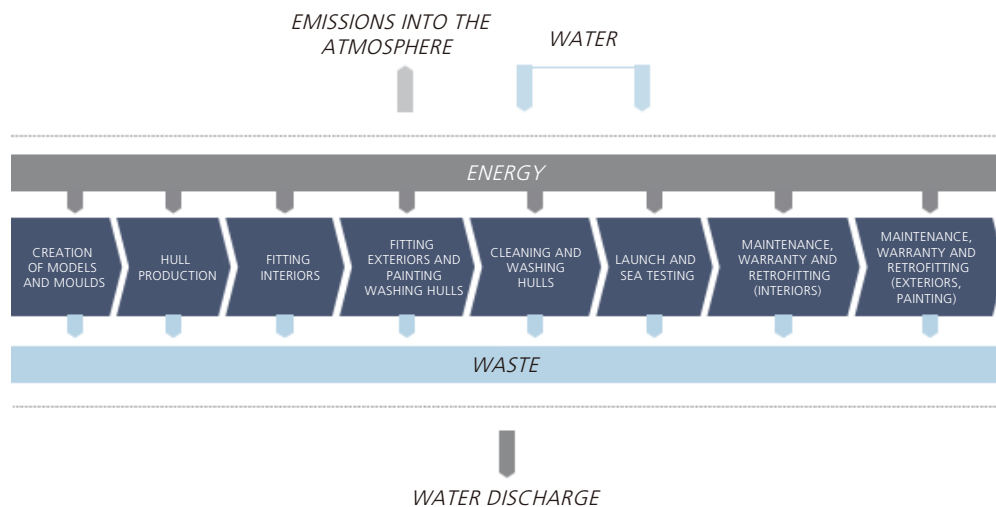 EMISSIONS INTO THE
ATMOSPHERE
WATER
ENERGY
CREATION
OF MODELS
AND MOULDS
HULL
PRODUCTION
FITTING
INTERIORS
FITTING
EXTERIORS AND
PAINTING
WASHING HULLS
CLEANING AND
WASHING
HULLS
LAUNCH AND
SEA TESTING
MAINTENANCE,
WARRANTY AND
RETROFITTING
(INTERIORS)
MAINTENANCE,
WARRANTY AND
RETROFITTING
(EXTERIORS,
PAINTING)
WASTE
WATER DISCHARGE